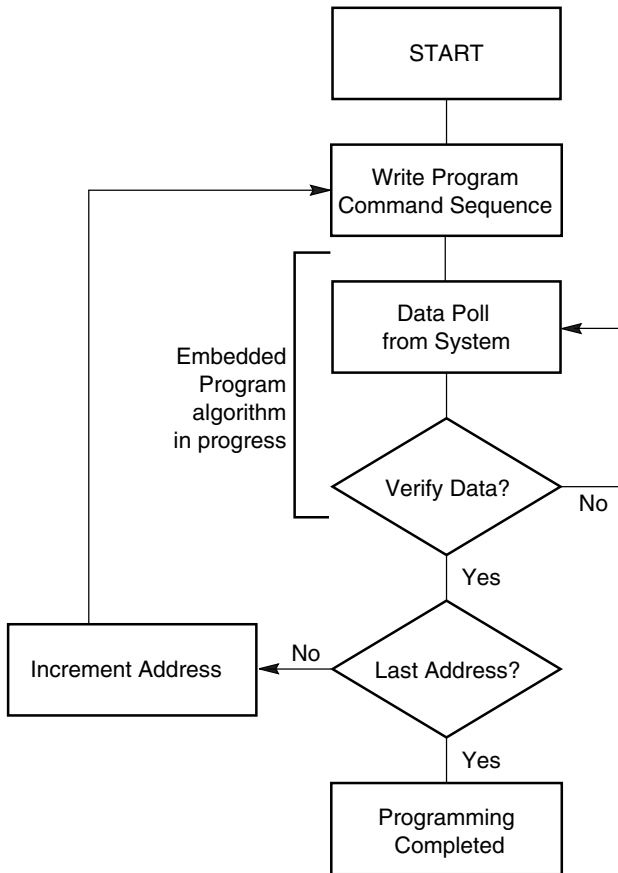 START
Write Program
Command Sequence
Data Poll
from System
Embedded
Program
algorithm
in progress
Verify Data?
No
Yes
No
Increment Address
Last Address?
Yes
Programming
Completed